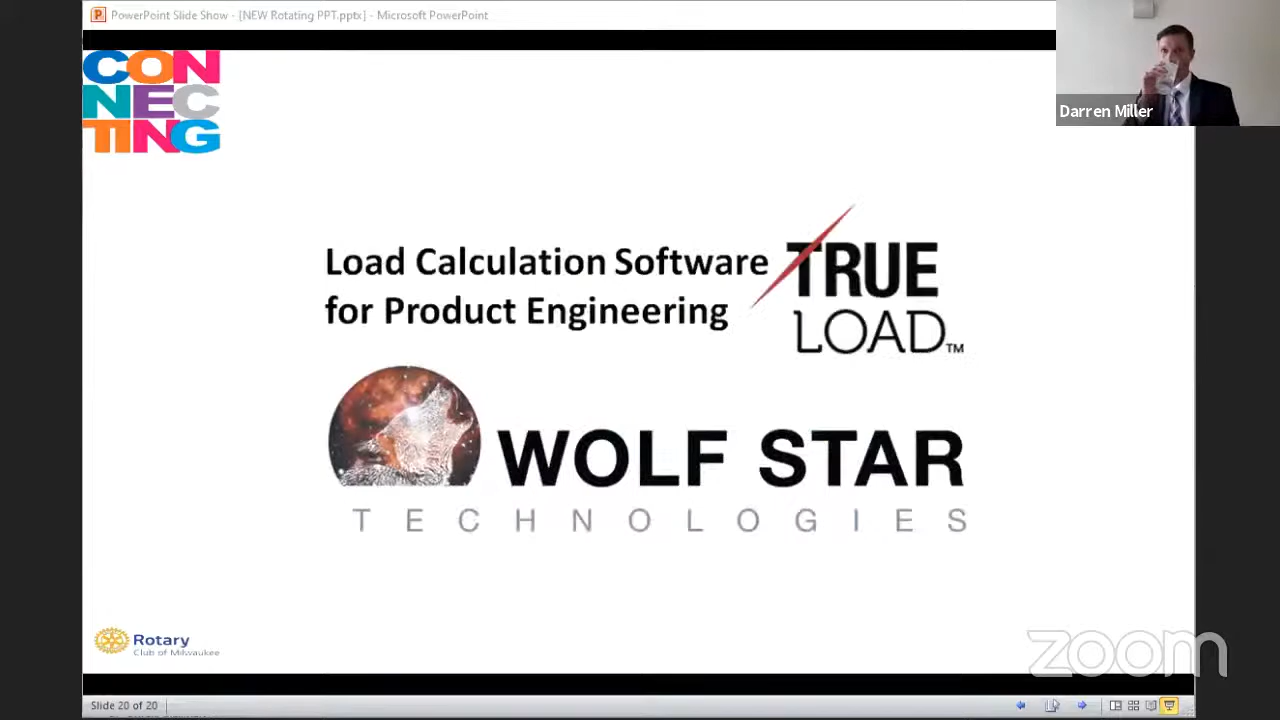 PowerPoint Slide Show - [NEW Rotating PPT.pptx] - Microsoft PowerPoint
CON
NEC
TING
Darren Miller
Load Calculation Software
for Product Engineering
TRUE
LOAD™
WOLF STAR
TECHNOLOGIES
Rotary
Club of Milwaukee
zoom
Slide 20 of 20